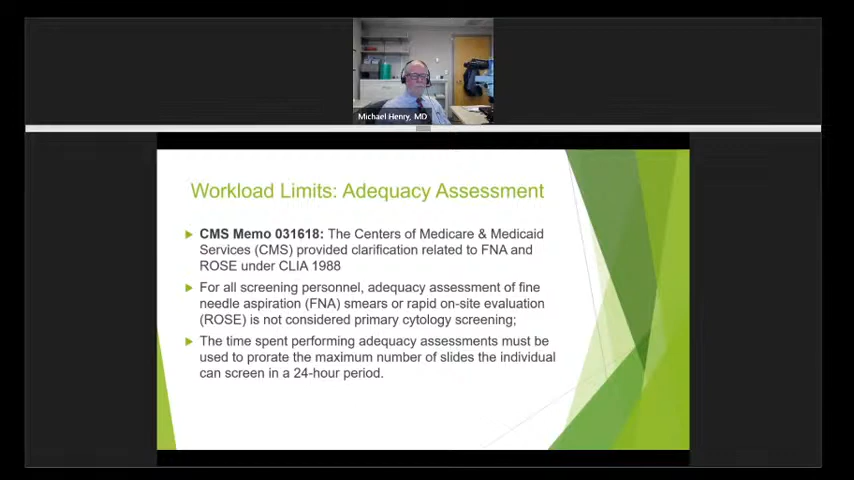 Michael Henry, MD
Workload Limits: Adequacy Assessment
CMS Memo 031618: The Centers of Medicare & Medicaid
Services (CMS) provided clarification related to FNA and
ROSE under CLIA 1988
For all screening personnel, adequacy assessment of fine
needle aspiration (FNA) smears or rapid on-site evaluation
(ROSE) is not considered primary cytology screening;
The time spent performing adequacy assessments must be
used to prorate the maximum number of slides the individual
can screen in a 24-hour period.